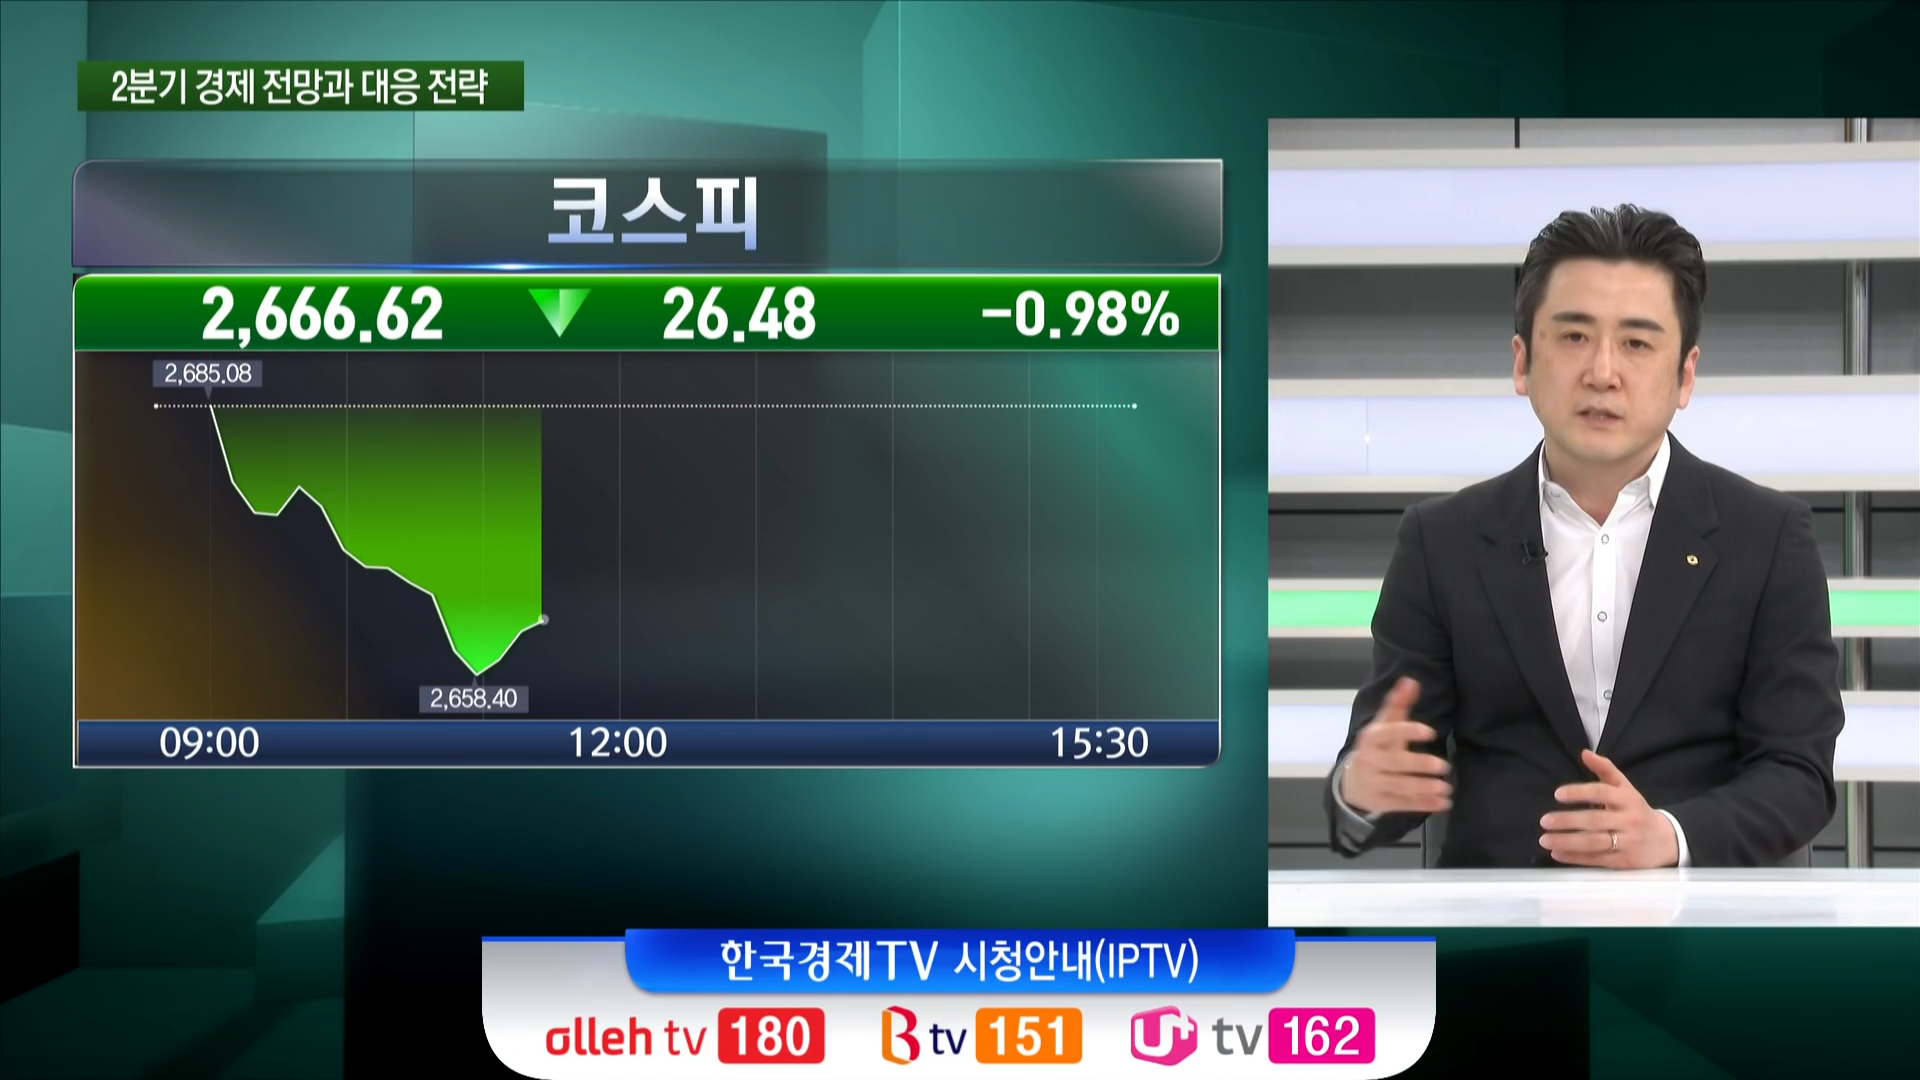 2분기 경제 전망과 대응 전략
코스피
2,666.62 ▼ 26.48 -0.98%
2,685.08
2,658.40
09:00 12:00 15:30
한국경제TV 시청안내(IPTV)
olleh tv 180 B tv 151 U+ tv 162